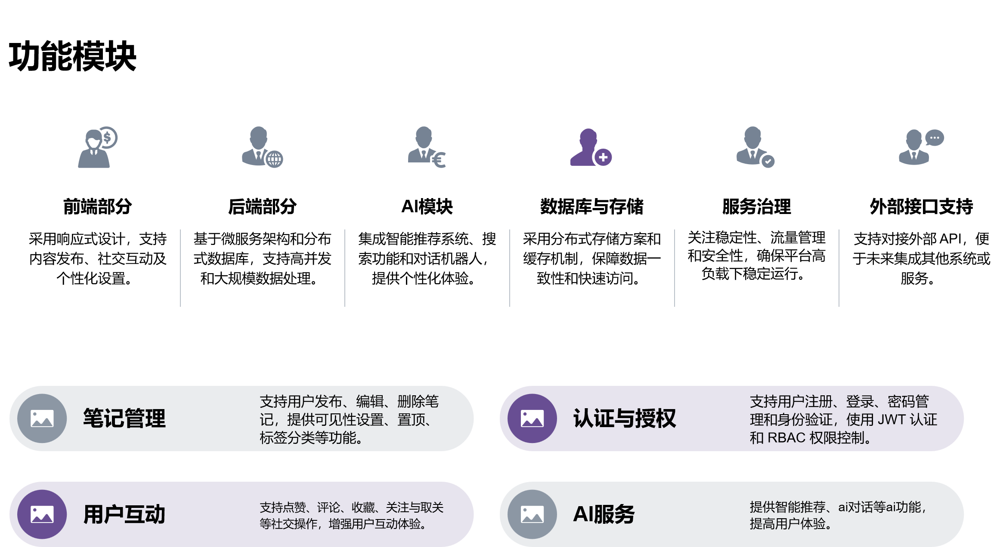 功能模块
前端部分
采用响应式设计，支持
内容发布、社交互动及
个性化设置。
后端部分
基于微服务架构和分布
式数据库，支持高并发
和大规模数据处理。
AI模块
集成智能推荐系统、搜
索功能和对话机器人，
提供个性化体验。
数据库与存储
采用分布式存储方案和
缓存机制，保障数据一
致性和快速访问。
服务治理
关注稳定性、流量管理
和安全性，确保平台高
负载下稳定运行。
外部接口支持
支持对接外部 API，便
于未来集成其他系统或
服务。
笔记管理
支持用户发布、编辑、删除笔
记，提供可见性设置、置顶、
标签分类等功能。
认证与授权
支持用户注册、登录、密码管
理和身份验证，使用 JWT 认证
和 RBAC 权限控制。
用户互动
支持点赞、评论、收藏、关注与取关
等社交操作，增强用户互动体验。
AI服务
提供智能推荐、ai对话等ai功能，
提高用户体验。